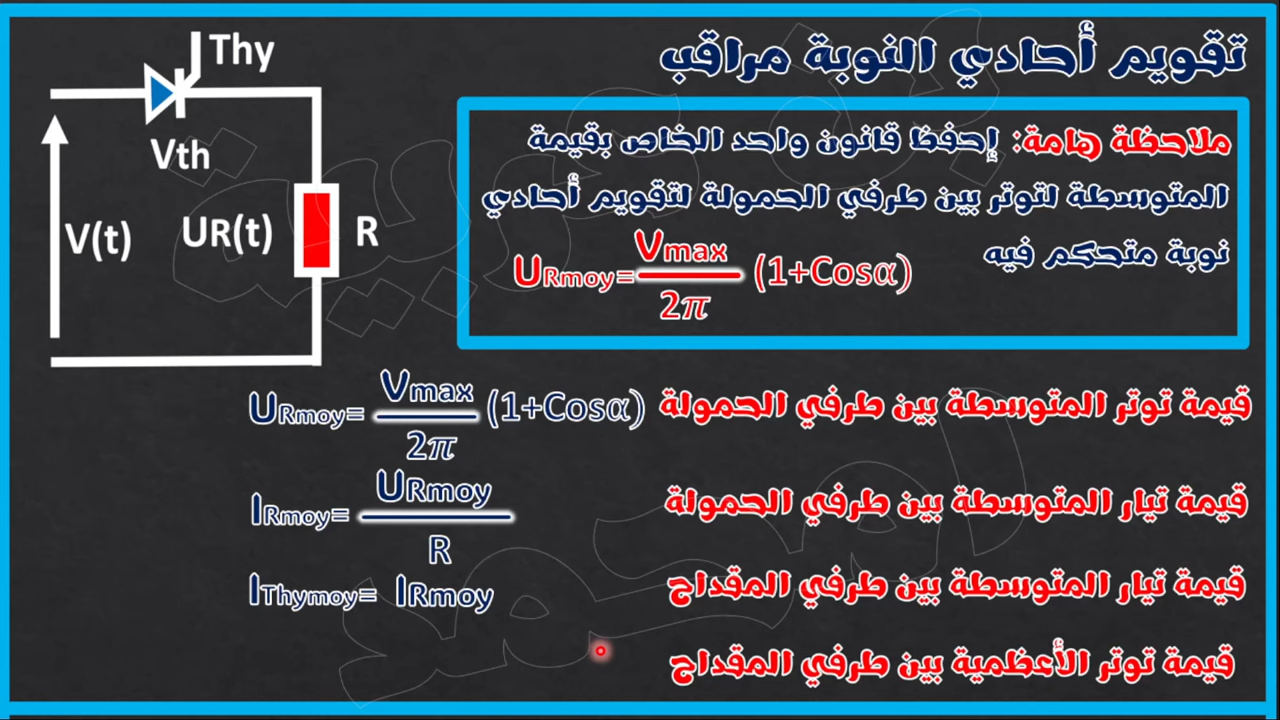 تقويم أحادي النوبة مراقب
Thy
Vth
V(t)
UR(t)
R
ملاحظة هامة: إحفظ قانون واحد الخاص بقيمة
المتوسطة لتوتر بين طرفي الحمولة لتقويم أحادي
نوبة متحكم فيه
URmoy= Vmax/2π (1+Cosα)
قيمة توتر المتوسطة بين طرفي الحمولة
URmoy= Vmax/2π (1+Cosα)
قيمة تيار المتوسطة بين طرفي الحمولة
IRmoy= URmoy/R
قيمة تيار المتوسطة بين طرفي المقداح
IThymoy= IRmoy
قيمة توتر الأعظمية بين طرفي المقداح